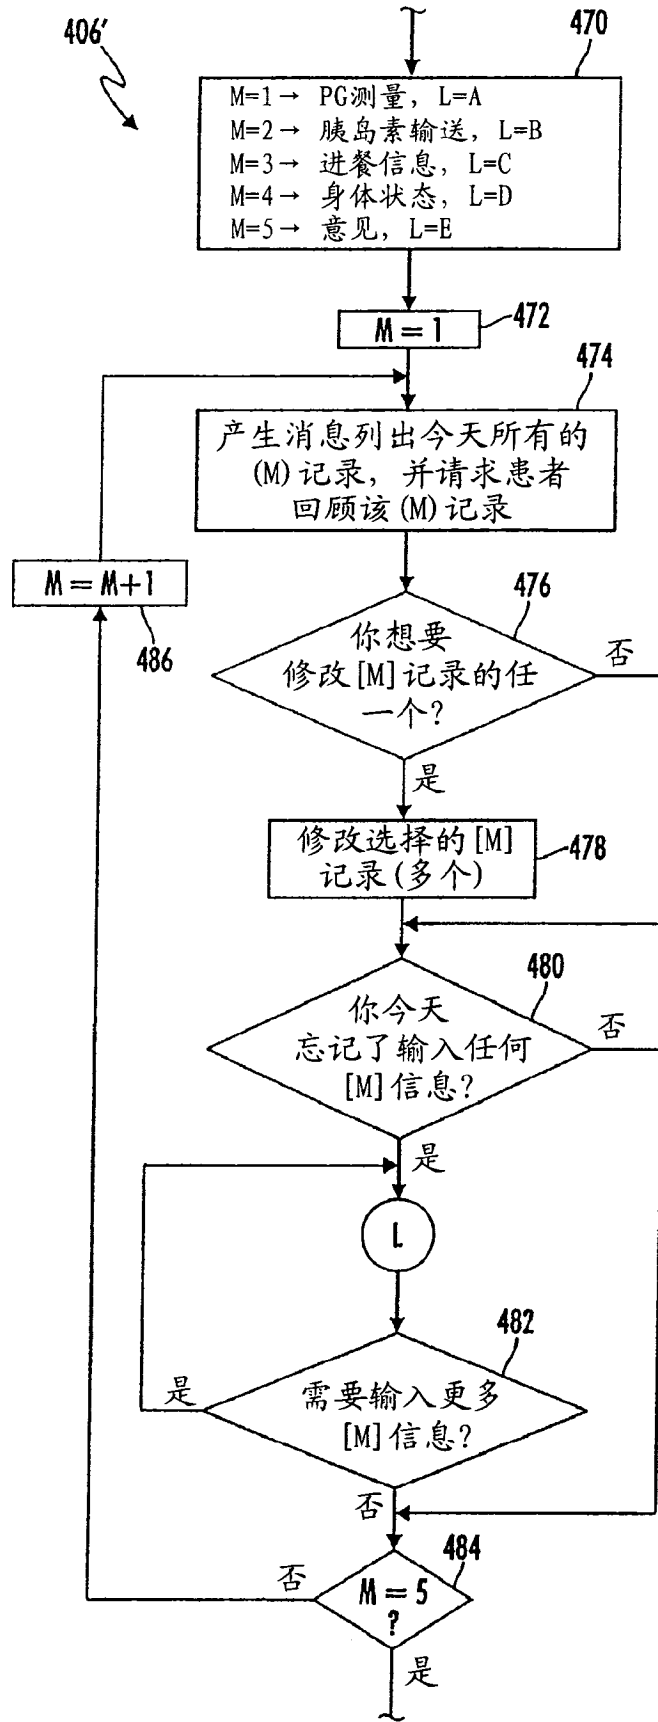 406'
470
M=1→ PG测量, L=A
M=2→ 胰岛素输送, L=B
M=3→ 进餐信息, L=C
M=4→ 身体状态, L=D
M=5→ 意见, L=E
M=1
472
474
产生消息列出今天所有的
(M)记录, 并请求患者
回顾该(M)记录
M=M+1
486
476
你想要
修改[M]记录的任
一个?
否
是
修改选择的[M]
记录(多个)
478
480
你今天
忘记了输入任何
[M]信息?
否
是
L
482
需要输入更多
[M]信息?
是
否
484
M=5
?
否
是